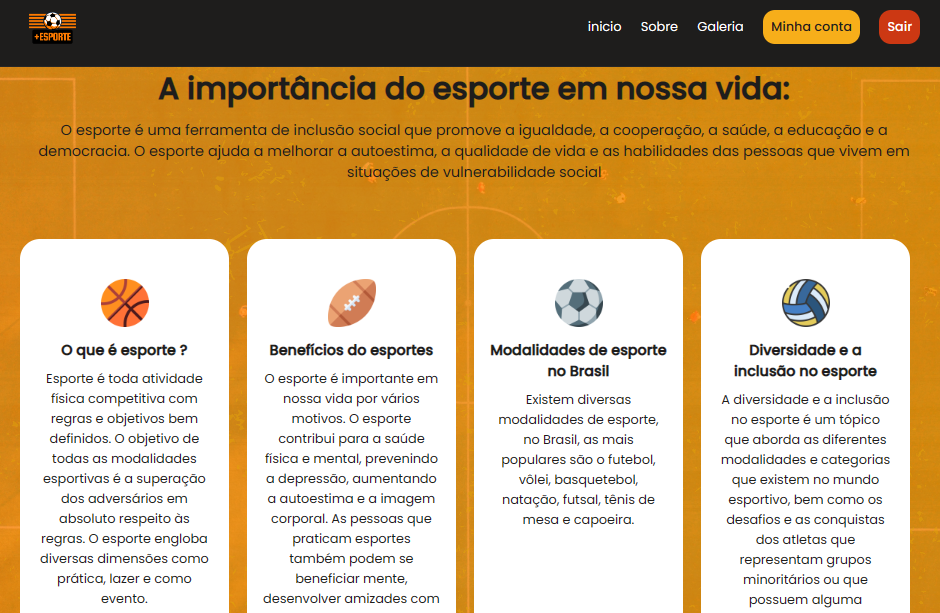 +ESPORTE
inicio
Sobre
Galeria
Minha conta
Sair
A importância do esporte em nossa vida:
O esporte é uma ferramenta de inclusão social que promove a igualdade, a cooperação, a saúde, a educação e a
democracia. O esporte ajuda a melhorar a autoestima, a qualidade de vida e as habilidades das pessoas que vivem em
situações de vulnerabilidade social
O que é esporte ?
Esporte é toda atividade
física competitiva com
regras e objetivos bem
definidos. O objetivo de
todas as modalidades
esportivas é a superação
dos adversários em
absoluto respeito às
regras. O esporte engloba
diversas dimensões como
prática, lazer e como
evento.
Benefícios do esportes
O esporte é importante em
nossa vida por vários
motivos. O esporte
contribui para a saúde
física e mental, prevenindo
a depressão, aumentando
a autoestima e a imagem
corporal. As pessoas que
praticam esportes
também podem se
beneficiar mente,
desenvolver amizades com
Modalidades de esporte
no Brasil
Existem diversas
modalidades de esporte,
no Brasil, as mais
populares são o futebol,
vôlei, basquetebol,
natação, futsal, tênis de
mesa e capoeira.
Diversidade e a
inclusão no esporte
A diversidade e a inclusão
no esporte é um tópico
que aborda as diferentes
modalidades e categorias
que existem no mundo
esportivo, bem como os
desafios e as conquistas
dos atletas que
representam grupos
minoritários ou que
possuem alguma